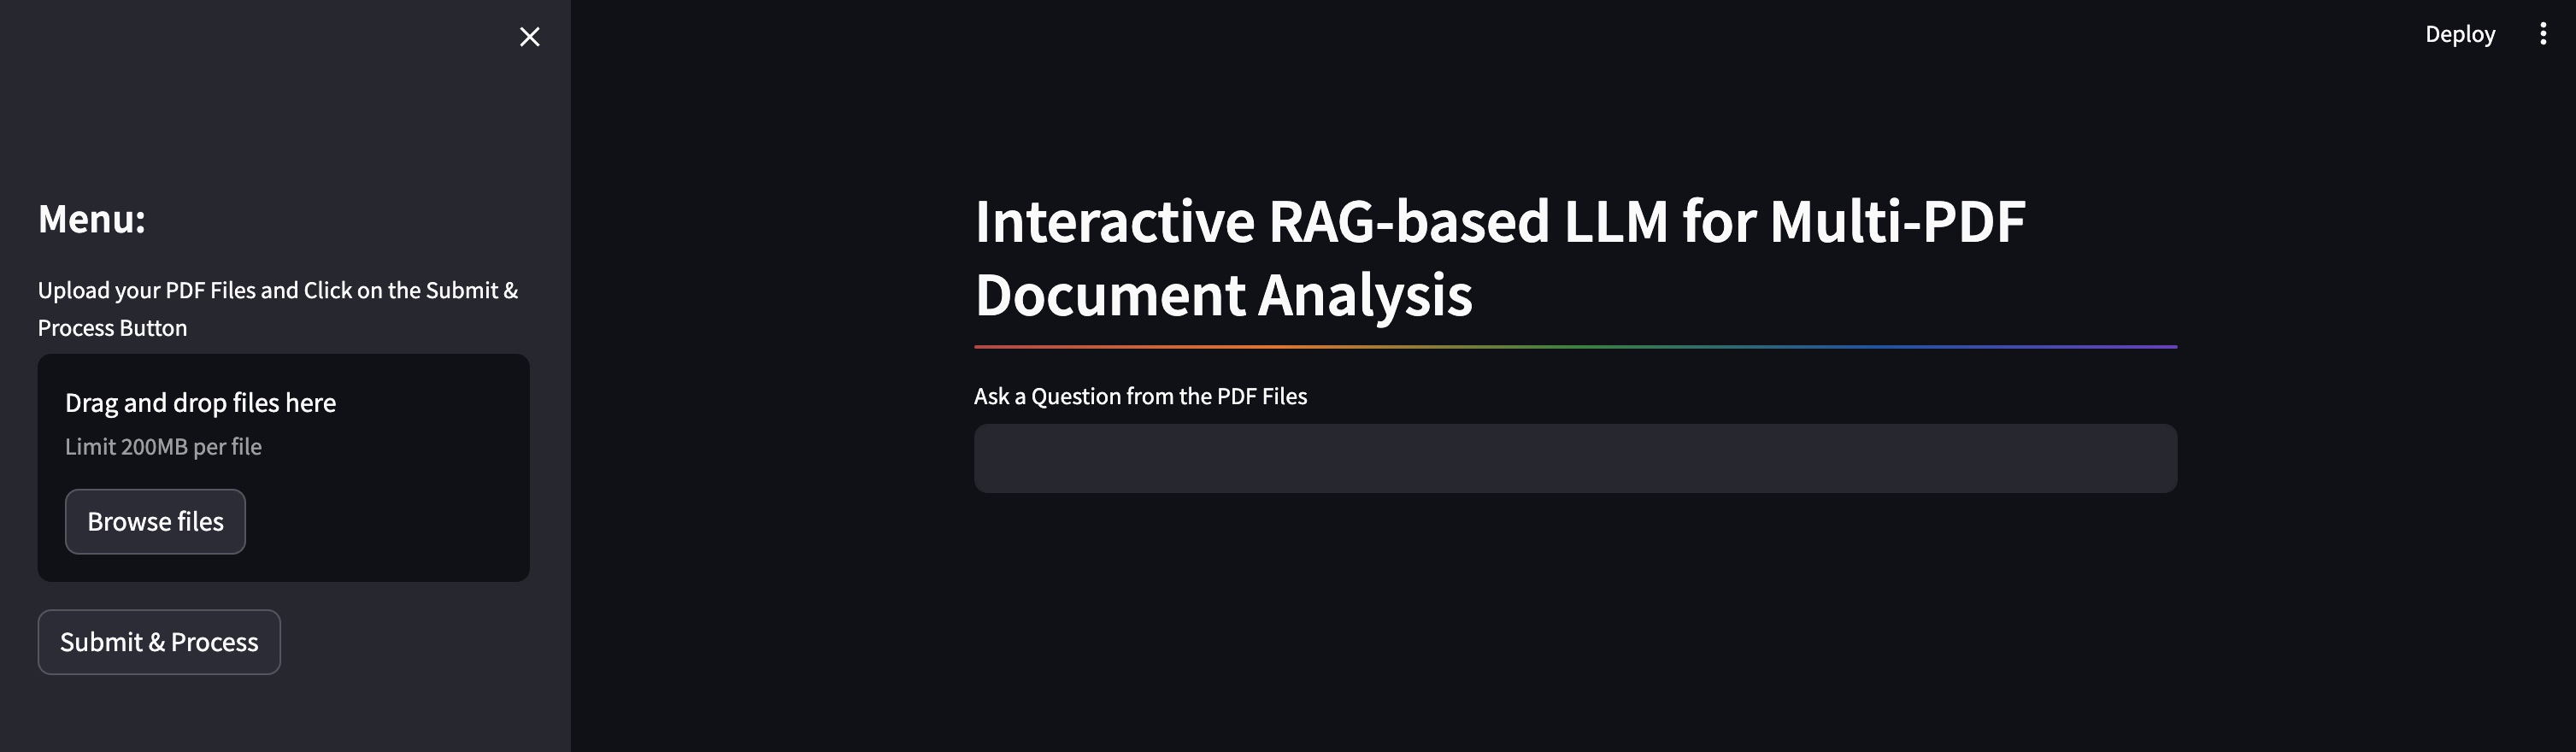 Deploy
Menu:
Upload your PDF Files and Click on the Submit &
Process Button
Drag and drop files here
Limit 200MB per file
Browse files
Submit & Process
Interactive RAG-based LLM for Multi-PDF
Document Analysis
Ask a Question from the PDF Files